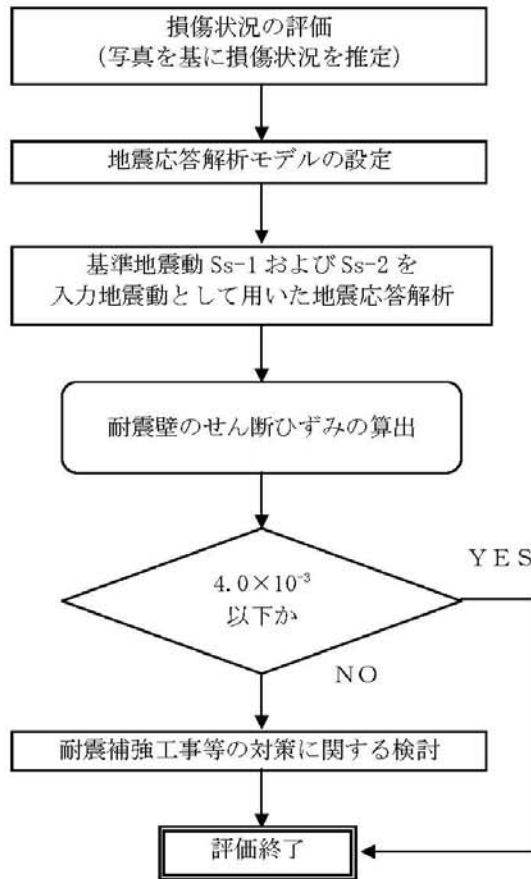 損傷状況の評価
(写真を基に損傷状況を推定)
地震応答解析モデルの設定
基準地震動 Ss-1 および Ss-2 を
入力地震動として用いた地震応答解析
耐震壁のせん断ひずみの算出
4.0×10⁻³
以下か
YES
NO
耐震補強工事等の対策に関する検討
評価終了